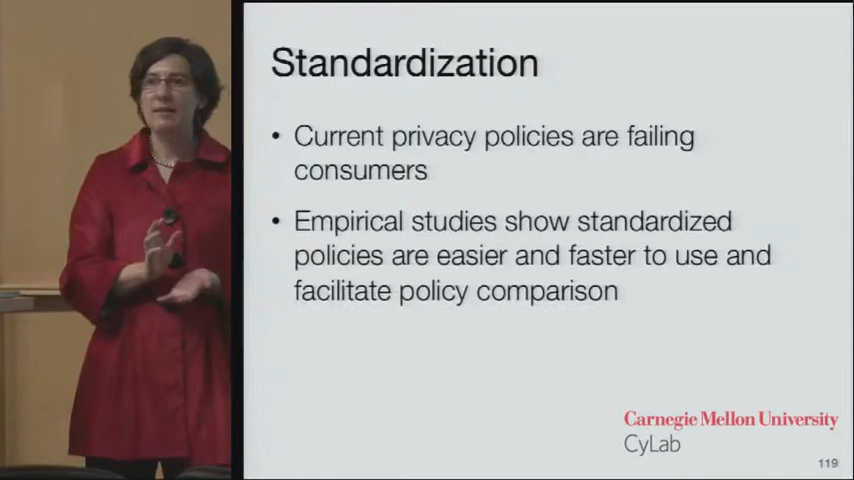 Standardization
• Current privacy policies are failing
consumers
• Empirical studies show standardized
policies are easier and faster to use and
facilitate policy comparison
Carnegie Mellon University
CyLab
119